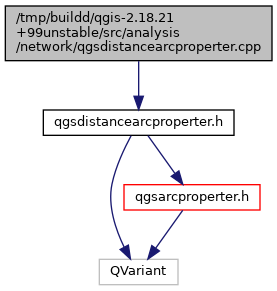 /tmp/buildd/qgis-2.18.21
+99unstable/src/analysis
/network/qgsdistancearcproperter.cpp
qgsdistancearcproperter.h
qgsarcproperter.h
QVariant